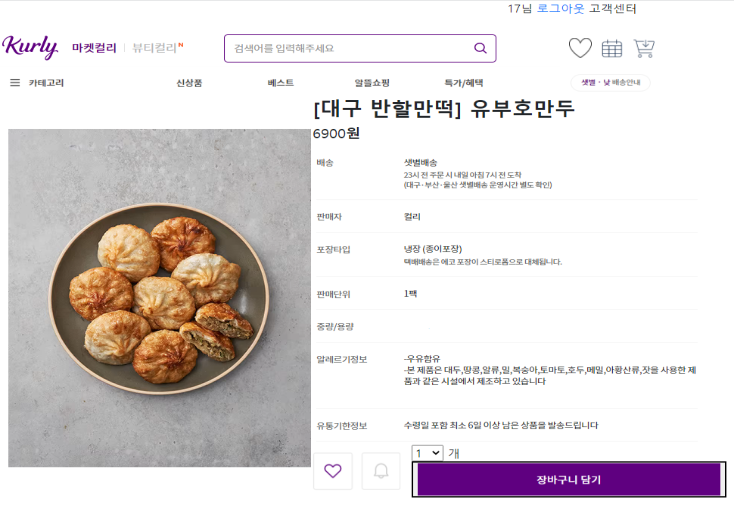 17님 로그아웃 고객센터
Kurly 마켓컬리 뷰티컬리 N
검색어를 입력해주세요
카테고리 신상품 베스트 알뜰쇼핑 특가/혜택 샛별·낮 배송안내
[대구 반할만떡] 유부호만두
6900원
배송 샛별배송
23시 전 주문 시 내일 아침 7시 전 도착
(대구·부산·울산 샛별배송 운영시간 별도 확인)
판매자 컬리
포장타입 냉장 (종이포장)
택배배송은 에코 포장이 스티로폼으로 대체됩니다.
판매단위 1팩
중량/용량
알레르기정보 -우유함유
-본 제품은 대두,땅콩,알류,밀,복숭아,토마토,호두,메밀,아황산류,잣을 사용한 제
품과 같은 시설에서 제조하고 있습니다
유통기한정보 수령일 포함 최소 6일 이상 남은 상품을 발송드립니다
1 개
장바구니 담기